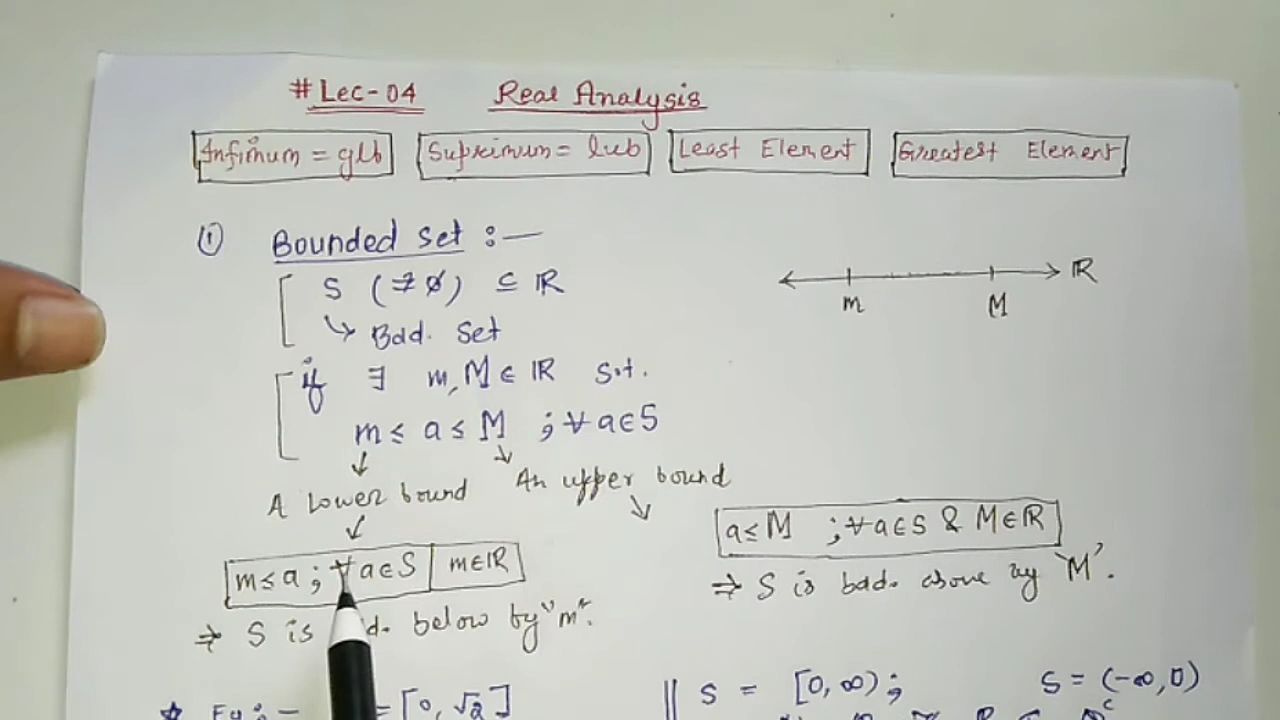 # Lec-04 Real Analysis
Infimum = glb Suprimum = lub Least Element Greatest Element
① Bounded set :—
S (≠ ∅) ⊆ ℝ
↳ Bdd. Set
if ∃ m, M ∈ ℝ s.t.
m ≤ a ≤ M ; ∀ a ∈ S
ℝ
m M
A lower bound An upper bound
m ≤ a ; ∀ a ∈ S m ∈ ℝ
⇒ S is below by "m".
a ≤ M ; ∀ a ∈ S & M ∈ ℝ
⇒ S is bdd. above by 'M'.
= [0, √2]
S = [0, ∞) ;
S = (-∞, 0)